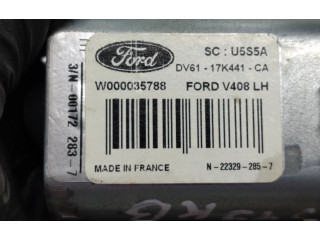 Ford
SC : U5S5A
DV61 - 17K441 - CA
W000035788
FORD V408 LH
MADE IN FRANCE
N-22329-285-7
3/N-00172
283-7